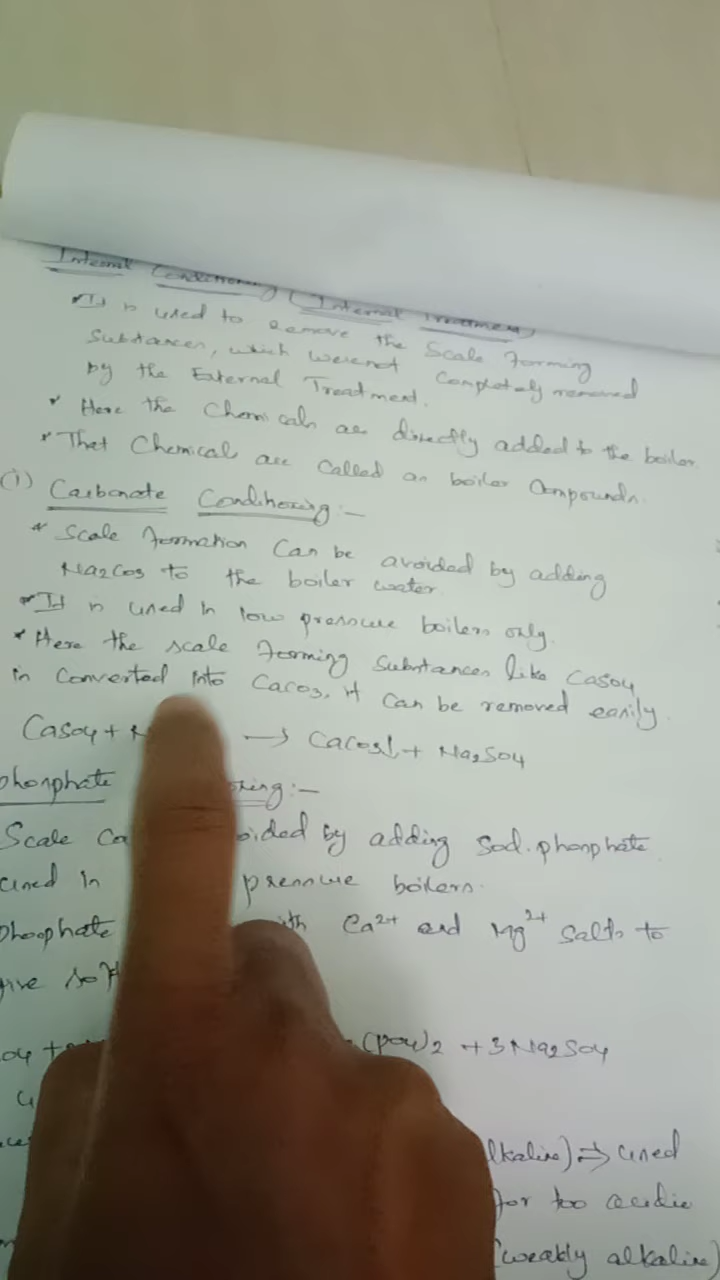 Internal Conditioning (Internal Treatment)
* It is used to remove the Scale forming
Substances, which were not completely removed
by the External Treatment.
* Here the Chemicals are directly added to the boiler.
* That Chemicals are called as boiler Compounds.
(1) Carbonate Conditioning :-
* Scale formation Can be avoided by adding
Na2CO3 to the boiler water.
* It is used in low pressure boilers only.
* Here the scale forming Substances like CaSO4
is Converted into CaCO3, it can be removed easily.
CaSO4 + → CaCO3↓ + Na2SO4
phosphate :-
Scale by adding Sod. phosphate
used in pressure boilers.
phosphate Ca2+ and Mg2+ salts to
(PO4)2 + 3 Na2SO4
alkaline) ⇒ used
for too acidic
(weakly alkaline)